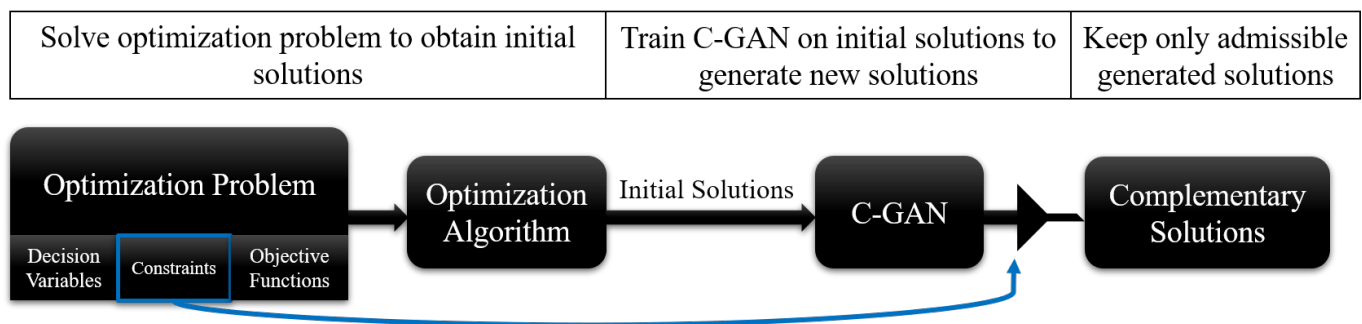 Solve optimization problem to obtain initial
solutions
Train C-GAN on initial solutions to
generate new solutions
Keep only admissible
generated solutions
Optimization Problem
Decision
Variables
Constraints
Objective
Functions
Optimization
Algorithm
Initial Solutions
C-GAN
Complementary
Solutions